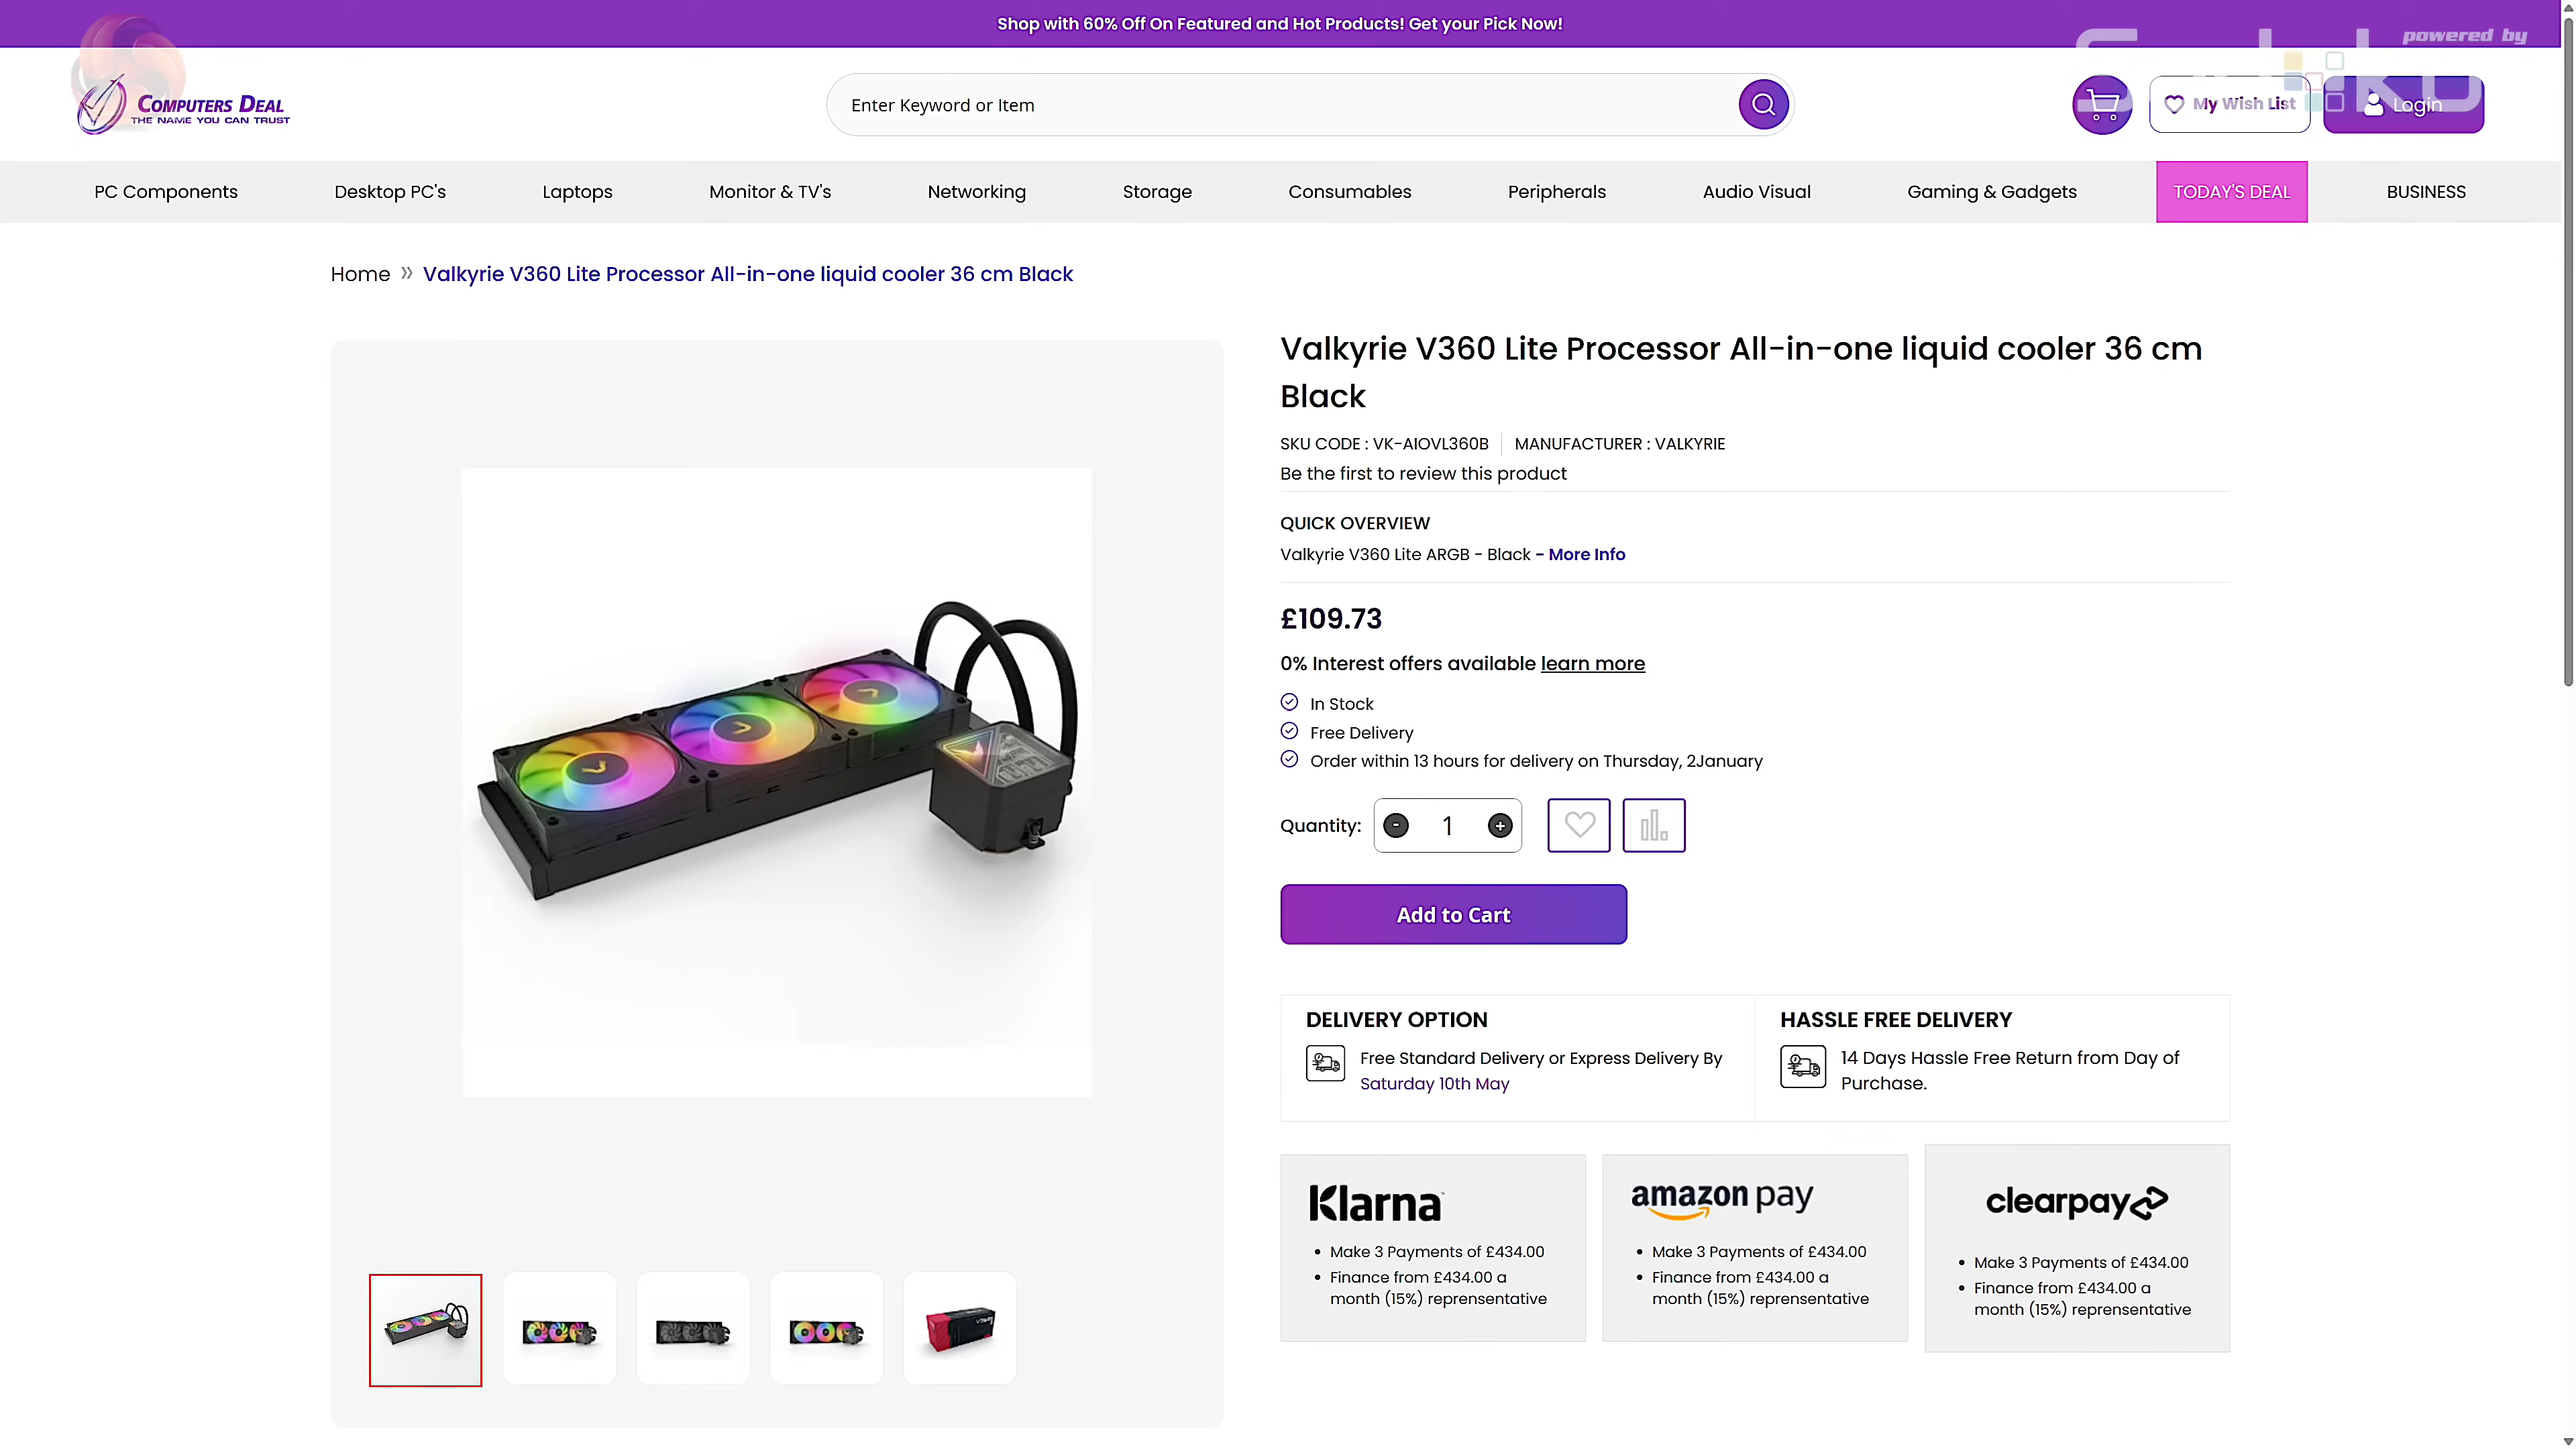 Shop with 60% Off On Featured and Hot Products! Get your Pick Now!
powered by
COMPUTERS DEAL
THE NAME YOU CAN TRUST
Enter Keyword or Item
My Wish List
Login
PC Components
Desktop PC's
Laptops
Monitor & TV's
Networking
Storage
Consumables
Peripherals
Audio Visual
Gaming & Gadgets
TODAY'S DEAL
BUSINESS
Home » Valkyrie V360 Lite Processor All-in-one liquid cooler 36 cm Black
Valkyrie V360 Lite Processor All-in-one liquid cooler 36 cm
Black
SKU CODE : VK-AIOVL360B
MANUFACTURER : VALKYRIE
Be the first to review this product
QUICK OVERVIEW
Valkyrie V360 Lite ARGB - Black - More Info
£109.73
0% Interest offers available learn more
In Stock
Free Delivery
Order within 13 hours for delivery on Thursday, 2January
Quantity: - 1 +
Add to Cart
DELIVERY OPTION
Free Standard Delivery or Express Delivery By
Saturday 10th May
HASSLE FREE DELIVERY
14 Days Hassle Free Return from Day of
Purchase.
Klarna
Make 3 Payments of £434.00
Finance from £434.00 a
month (15%) reprensentative
amazon pay
Make 3 Payments of £434.00
Finance from £434.00 a
month (15%) reprensentative
clearpay
Make 3 Payments of £434.00
Finance from £434.00 a
month (15%) reprensentative